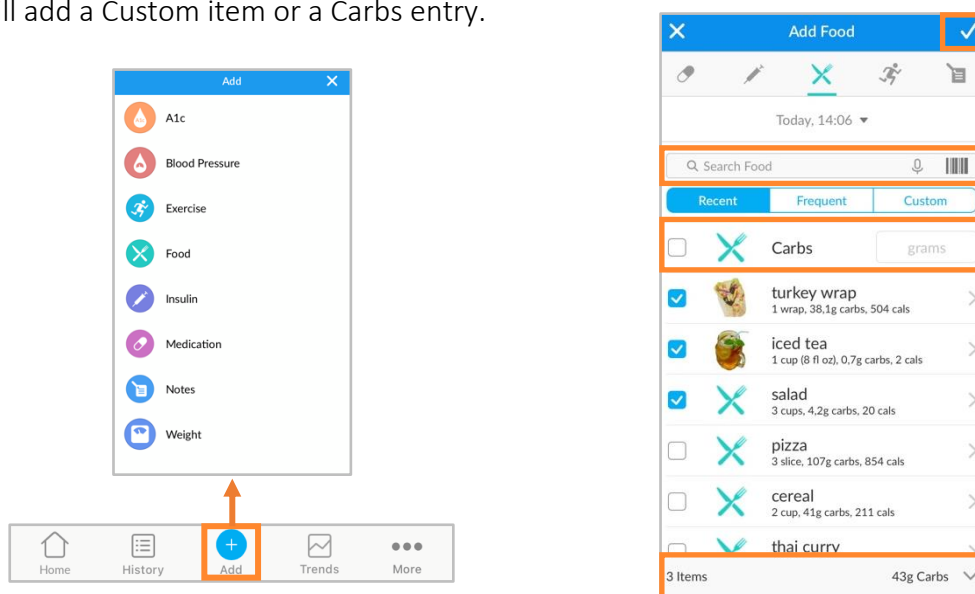 ll add a Custom item or a Carbs entry.
Add
A1c
Blood Pressure
Exercise
Food
Insulin
Medication
Notes
Weight
Home
History
Add
Trends
More
Add Food
Today, 14:06
Search Food
Recent
Frequent
Custom
Carbs
grams
turkey wrap
1 wrap, 38,1g carbs, 504 cals
iced tea
1 cup (8 fl oz), 0,7g carbs, 2 cals
salad
3 cups, 4,2g carbs, 20 cals
pizza
3 slice, 107g carbs, 854 cals
cereal
2 cup, 41g carbs, 211 cals
thai curry
3 Items
43g Carbs